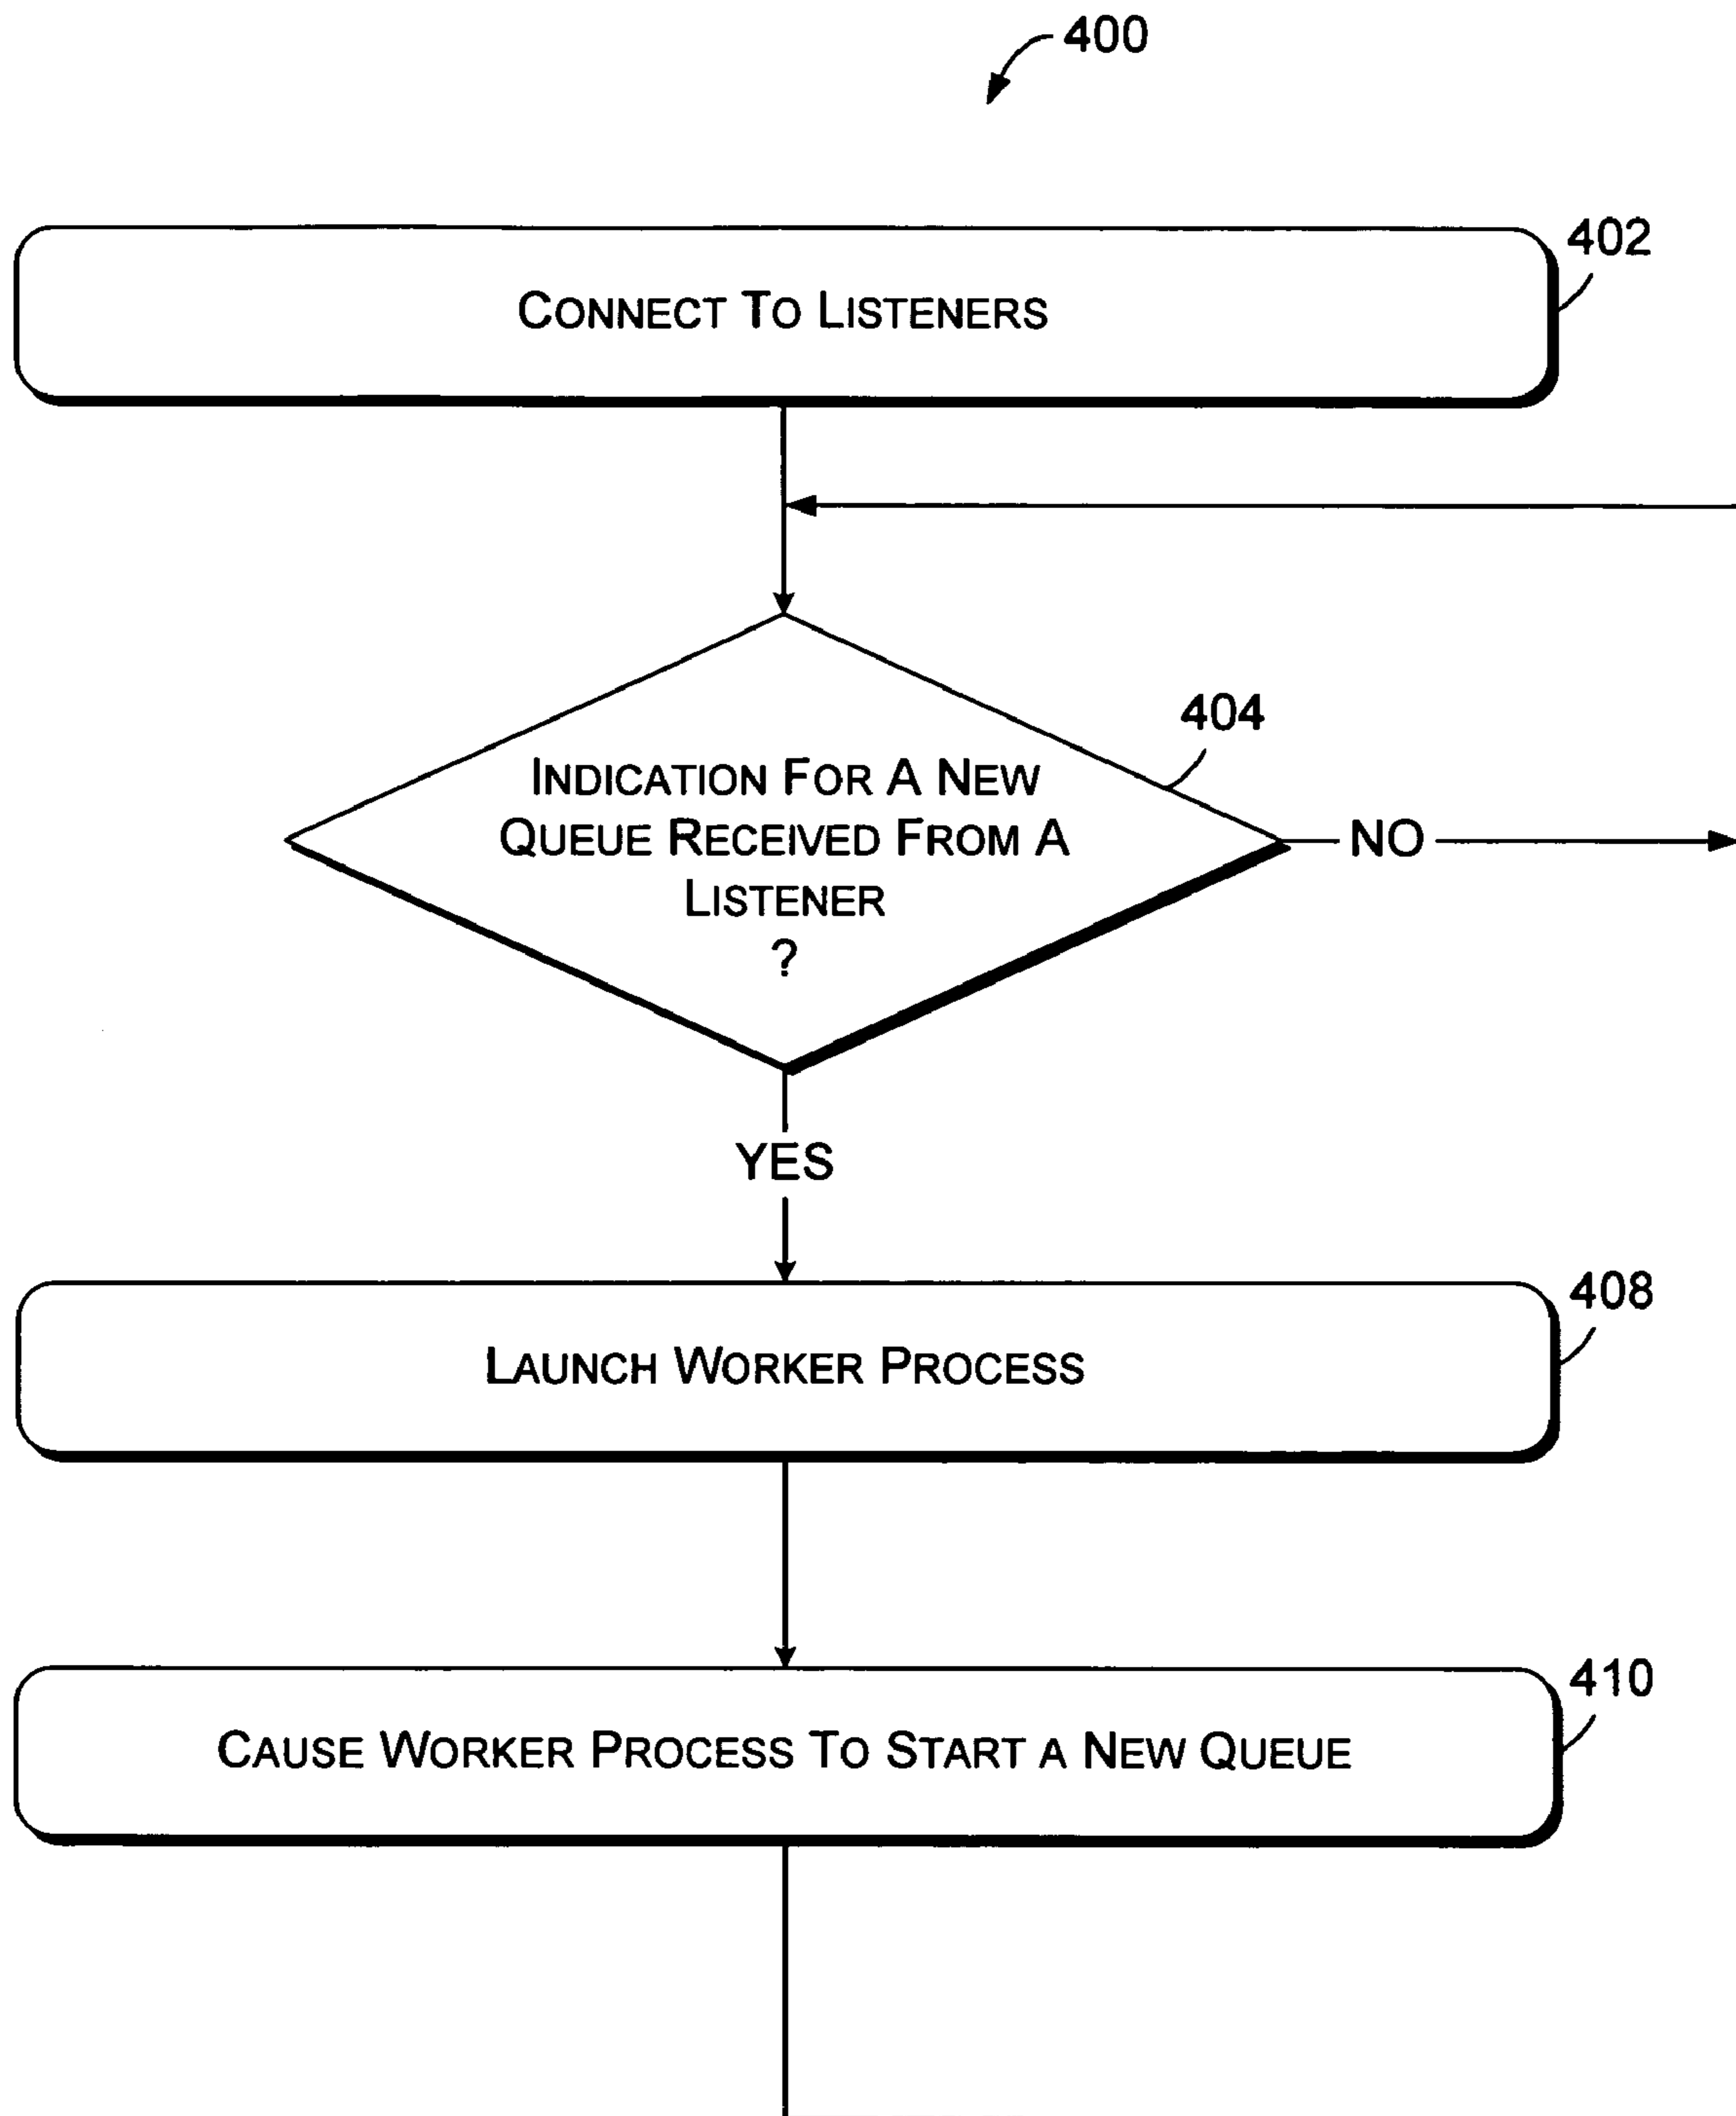 400
402
CONNECT TO LISTENERS
404
INDICATION FOR A NEW
QUEUE RECEIVED FROM A
LISTENER
?
NO
YES
408
LAUNCH WORKER PROCESS
410
CAUSE WORKER PROCESS TO START A NEW QUEUE